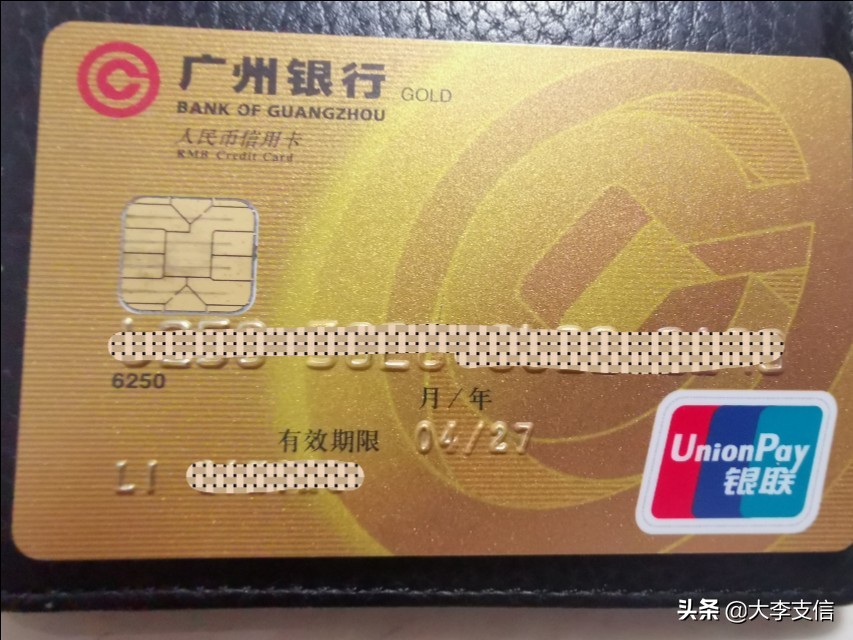 广州银行 GOLD
BANK OF GUANGZHOU
人民币信用卡
RMB Credit Card
6250
月/年
有效期限 04/27
LI
UnionPay
银联
头条 @大李支信